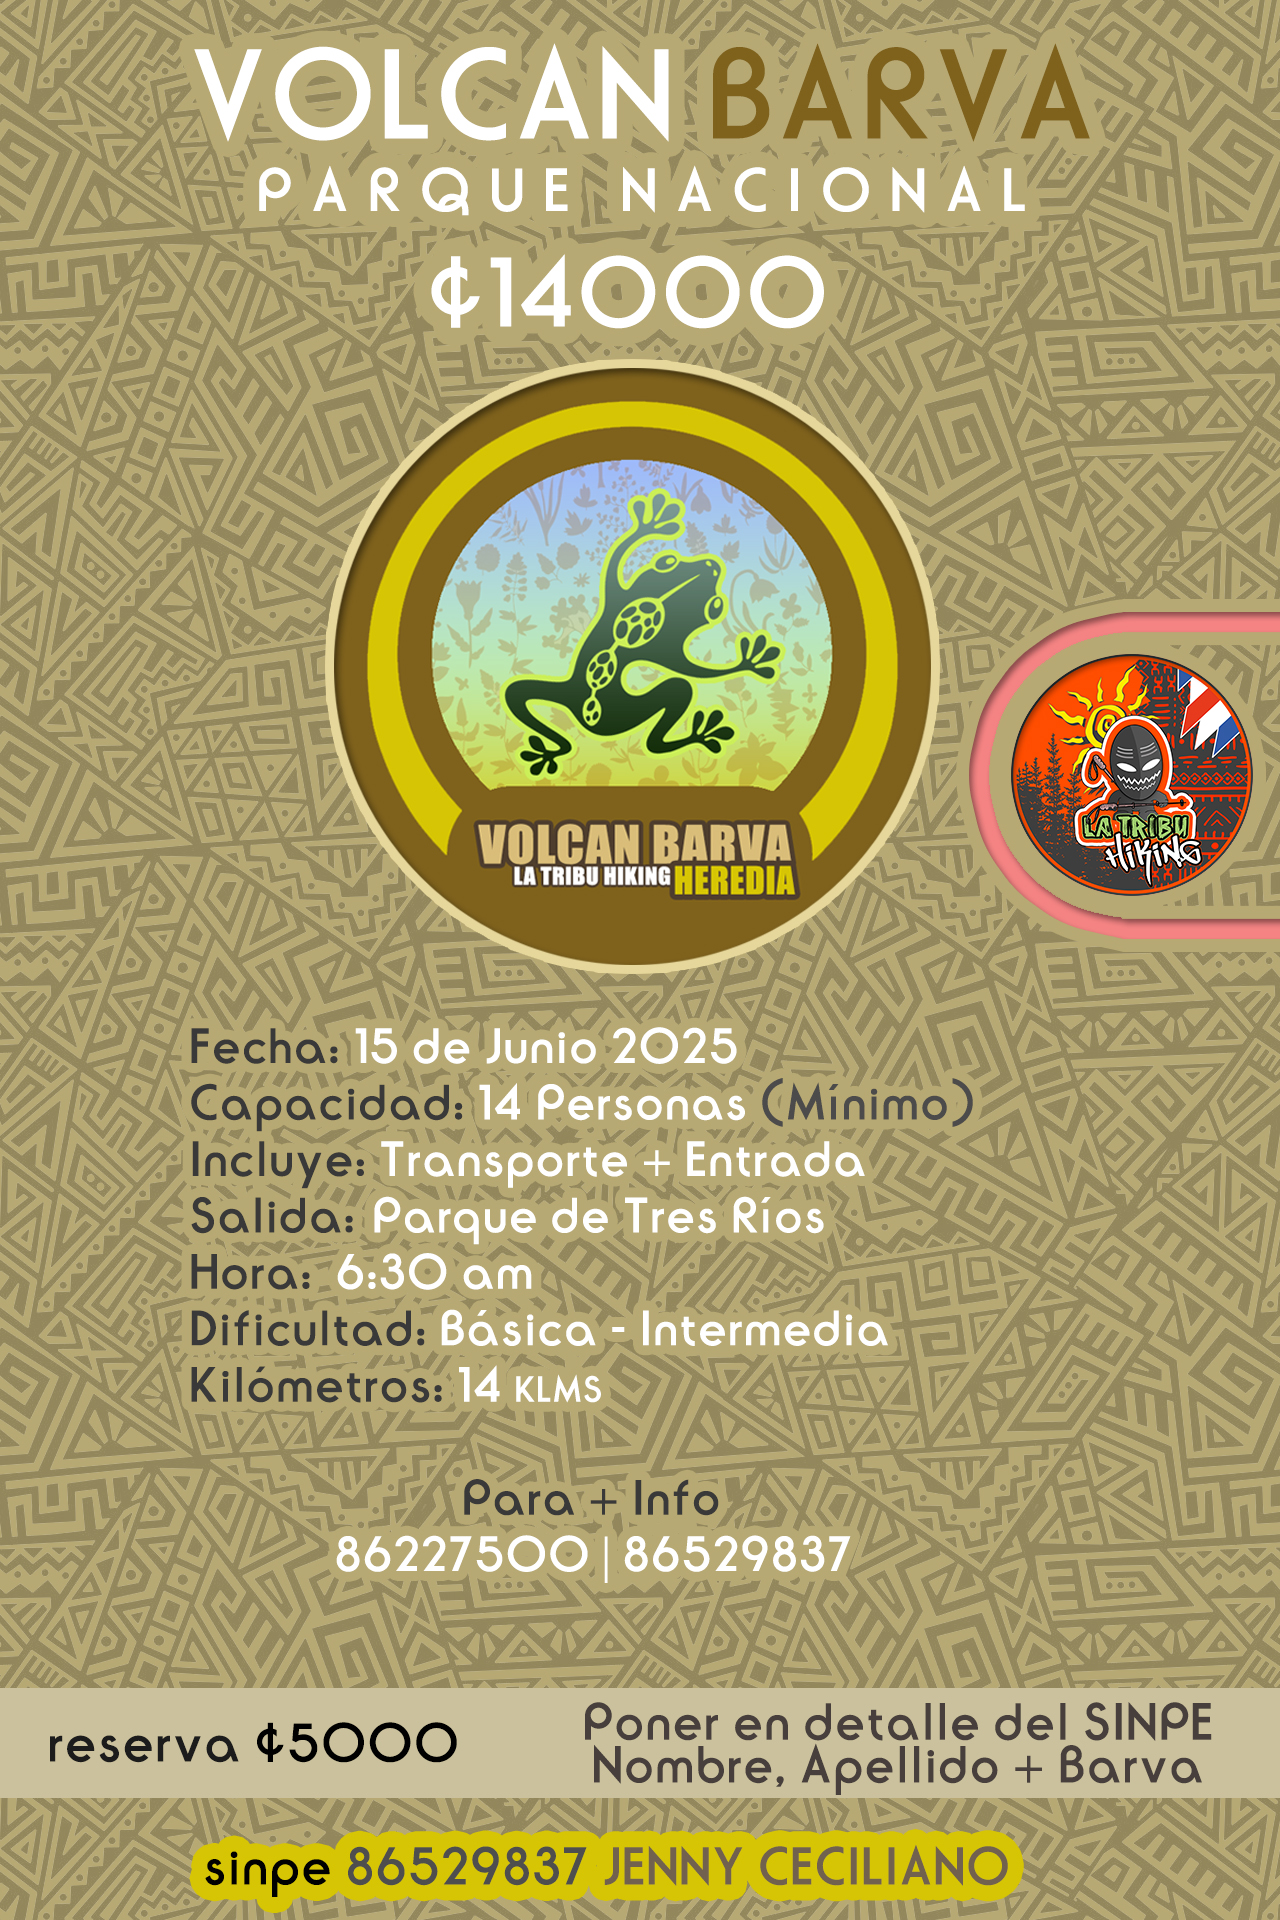 VOLCAN BARVA
PARQUE NACIONAL
₵14000
VOLCAN BARVA
LA TRIBU HIKING HEREDIA
LA TRIBU
HiKiNG
Fecha: 15 de Junio 2025
Capacidad: 14 Personas (Mínimo)
Incluye: Transporte + Entrada
Salida: Parque de Tres Ríos
Hora: 6:30 am
Dificultad: Básica - Intermedia
Kilómetros: 14 KLMS
Para + Info
86227500 | 86529837
reserva ₵5000
Poner en detalle del SINPE
Nombre, Apellido + Barva
sinpe 86529837 JENNY CECILIANO